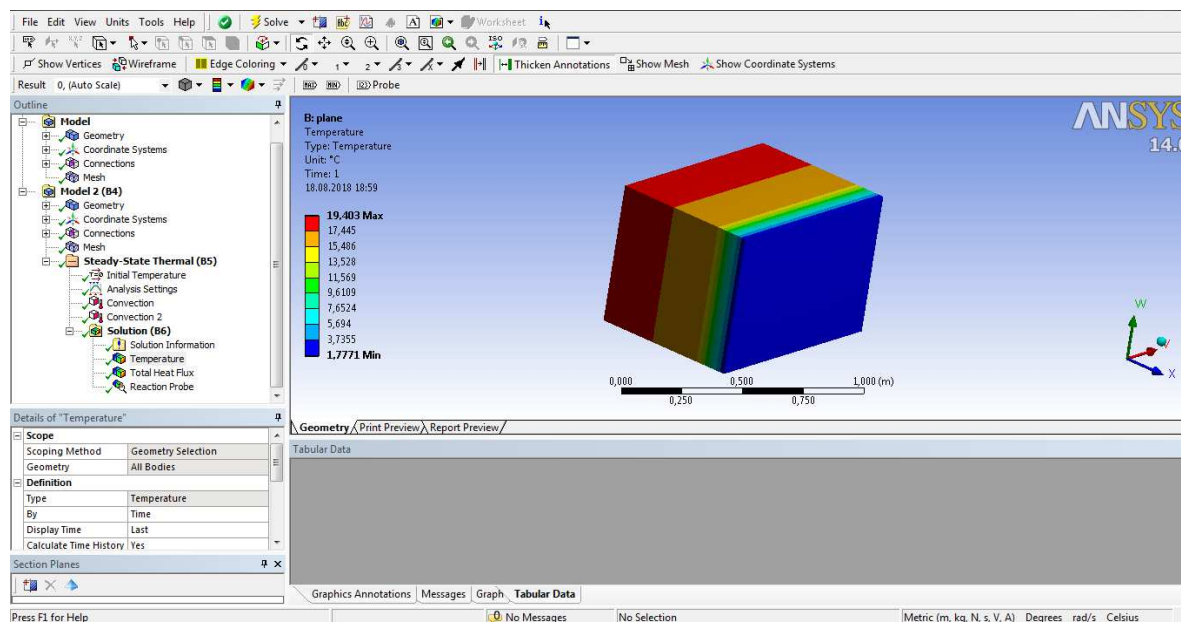 File Edit View Units Tools Help Solve Worksheet
Show Vertices Wireframe Edge Coloring Thicken Annotations Show Mesh Show Coordinate Systems
Result 0, (Auto Scale) Probe
Outline
Model
Geometry
Coordinate Systems
Connections
Mesh
Model 2 (B4)
Geometry
Coordinate Systems
Connections
Mesh
Steady-State Thermal (B5)
Initial Temperature
Analysis Settings
Convection
Convection 2
Solution (B6)
Solution Information
Temperature
Total Heat Flux
Reaction Probe
B: plane
Temperature
Type: Temperature
Unit: °C
Time: 1
18.08.2018 18:59
19,403 Max
17,445
15,486
13,528
11,569
9,6109
7,6524
5,694
3,7355
1,7771 Min
ANSYS
14.0
W
X
0,000 0,500 1,000 (m)
0,250 0,750
Geometry Print Preview Report Preview
Details of "Temperature"
Scope
Scoping Method Geometry Selection
Geometry All Bodies
Definition
Type Temperature
By Time
Display Time Last
Calculate Time History Yes
Section Planes
Tabular Data
Graphics Annotations Messages Graph Tabular Data
Press F1 for Help No Messages No Selection Metric (m, kg, N, s, V, A) Degrees rad/s Celsius